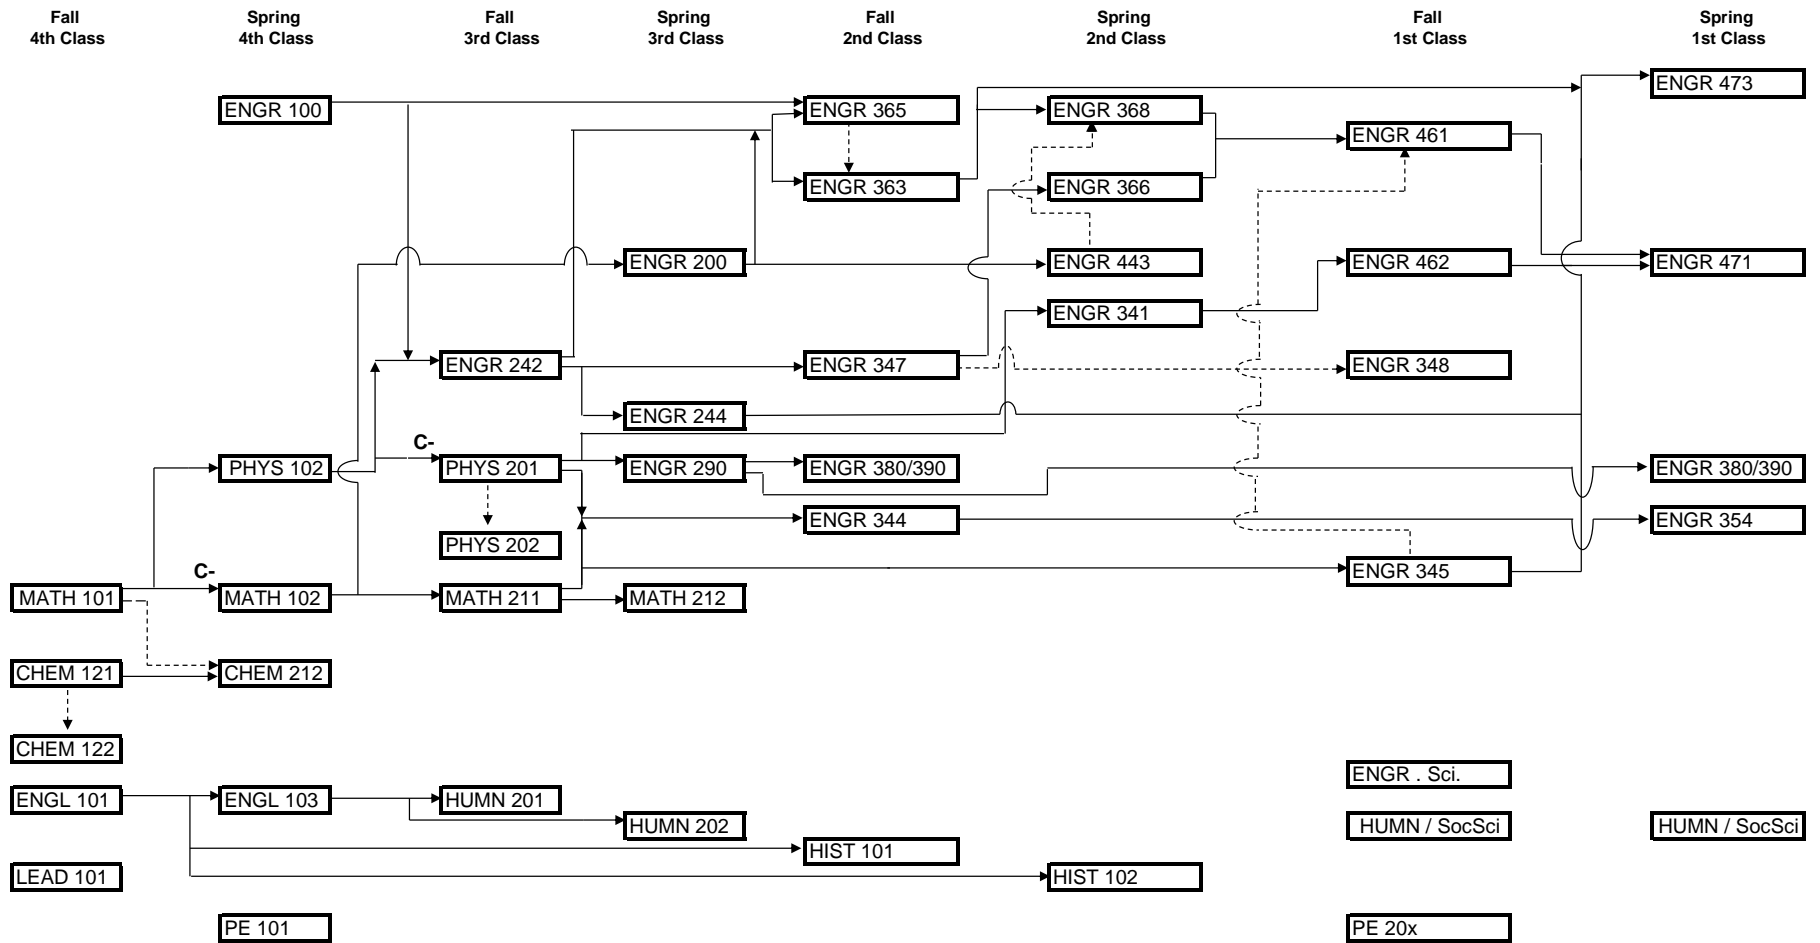 Fall
4th Class
Spring
4th Class
Fall
3rd Class
Spring
3rd Class
Fall
2nd Class
Spring
2nd Class
Fall
1st Class
Spring
1st Class
ENGR 473
ENGR 100
ENGR 365
ENGR 368
ENGR 461
ENGR 363
ENGR 366
ENGR 200
ENGR 443
ENGR 462
ENGR 471
ENGR 341
ENGR 242
ENGR 347
ENGR 348
ENGR 244
C-
PHYS 102
PHYS 201
ENGR 290
ENGR 380/390
ENGR 380/390
ENGR 344
ENGR 354
PHYS 202
C-
ENGR 345
MATH 101
MATH 102
MATH 211
MATH 212
CHEM 121
CHEM 212
CHEM 122
ENGR . Sci.
ENGL 101
ENGL 103
HUMN 201
HUMN 202
HUMN / SocSci
HUMN / SocSci
HIST 101
LEAD 101
HIST 102
PE 101
PE 20x